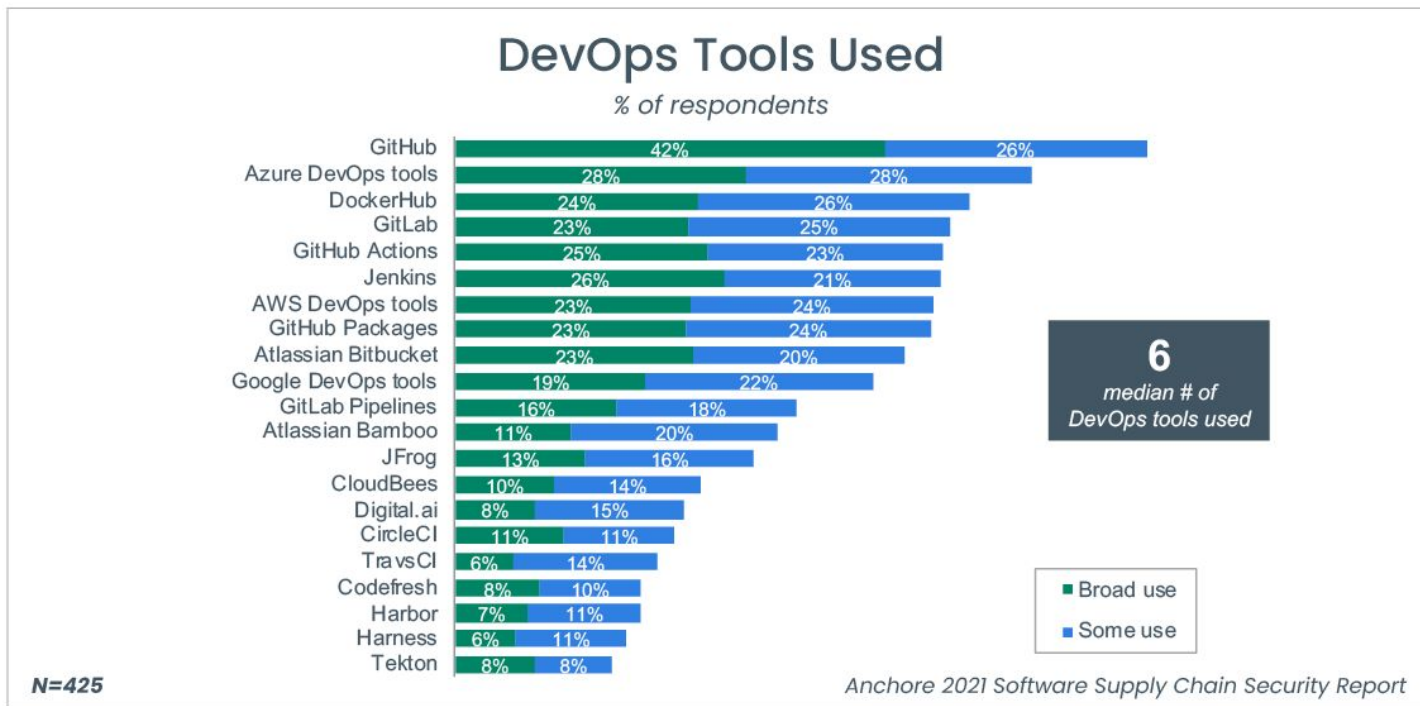 DevOps Tools Used
% of respondents
GitHub 42% 26%
Azure DevOps tools 28% 28%
DockerHub 24% 26%
GitLab 23% 25%
GitHub Actions 25% 23%
Jenkins 26% 21%
AWS DevOps tools 23% 24%
GitHub Packages 23% 24%
Atlassian Bitbucket 23% 20%
Google DevOps tools 19% 22%
GitLab Pipelines 16% 18%
Atlassian Bamboo 11% 20%
JFrog 13% 16%
CloudBees 10% 14%
Digital.ai 8% 15%
CircleCI 11% 11%
TravsCI 6% 14%
Codefresh 8% 10%
Harbor 7% 11%
Harness 6% 11%
Tekton 8% 8%
6
median # of
DevOps tools used
Broad use
Some use
N=425
Anchore 2021 Software Supply Chain Security Report